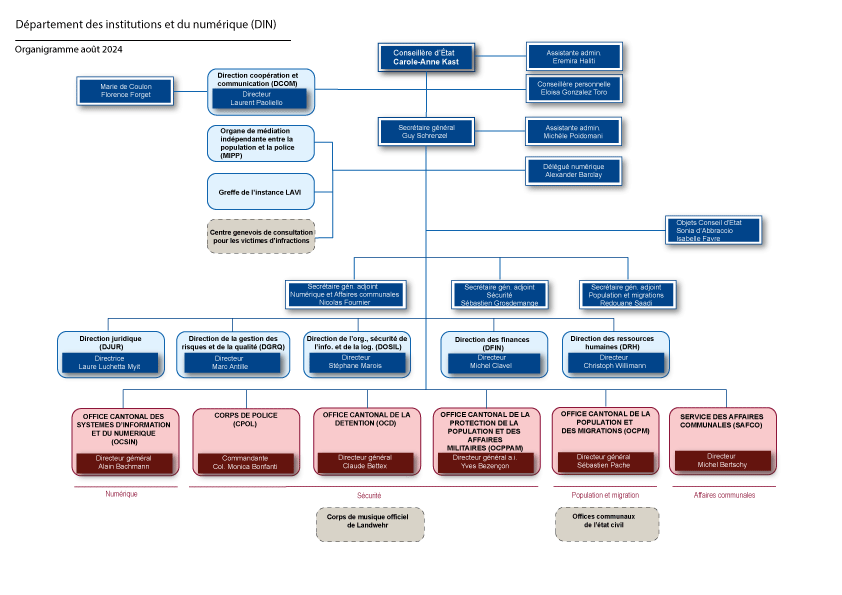 Département des institutions et du numérique (DIN)
Organigramme août 2024
Conseillère d'État
Carole-Anne Kast
Assistante admin.
Eremira Haliti
Marie de Coulon
Florence Forget
Direction coopération et
communication (DCOM)
Directeur
Laurent Paoliello
Conseillère personnelle
Eloisa Gonzalez Toro
Secrétaire général
Guy Schrenzel
Assistante admin.
Michèle Poidomani
Organe de médiation
indépendante entre la
population et la police
(MIPP)
Délégué numérique
Alexander Barclay
Greffe de l'instance LAVI
Centre genevois de consultation
pour les victimes d'infractions
Objets Conseil d'Etat
Sonia d'Abbraccio
Isabelle Favre
Secrétaire gén. adjoint
Numérique et Affaires communales
Nicolas Fournier
Secrétaire gén. adjoint
Sécurité
Sébastien Grosdemange
Secrétaire gén. adjoint
Population et migrations
Redouane Saadi
Direction juridique
(DJUR)
Directrice
Laure Luchetta Myit
Direction de la gestion des
risques et de la qualité (DGRQ)
Directeur
Marc Antille
Direction de l'org., sécurité de
l'info. et de la log. (DOSIL)
Directeur
Stéphane Marois
Direction des finances
(DFIN)
Directeur
Michel Clavel
Direction des ressources
humaines (DRH)
Directeur
Christoph Willimann
OFFICE CANTONAL DES
SYSTEMES D'INFORMATION
ET DU NUMERIQUE
(OCSIN)
Directeur général
Alain Bachmann
CORPS DE POLICE
(CPOL)
Commandante
Col. Monica Bonfanti
OFFICE CANTONAL DE LA
DETENTION (OCD)
Directeur général
Claude Bettex
OFFICE CANTONAL DE LA
PROTECTION DE LA
POPULATION ET DES
AFFAIRES
MILITAIRES (OCPPAM)
Directeur général a.i.
Yves Bezençon
OFFICE CANTONAL DE LA
POPULATION ET
DES MIGRATIONS (OCPM)
Directeur général
Sébastien Pache
SERVICE DES AFFAIRES
COMMUNALES (SAFCO)
Directeur
Michel Bertschy
Numérique
Sécurité
Population et migration
Affaires communales
Corps de musique officiel
de Landwehr
Offices communaux
de l'état civil